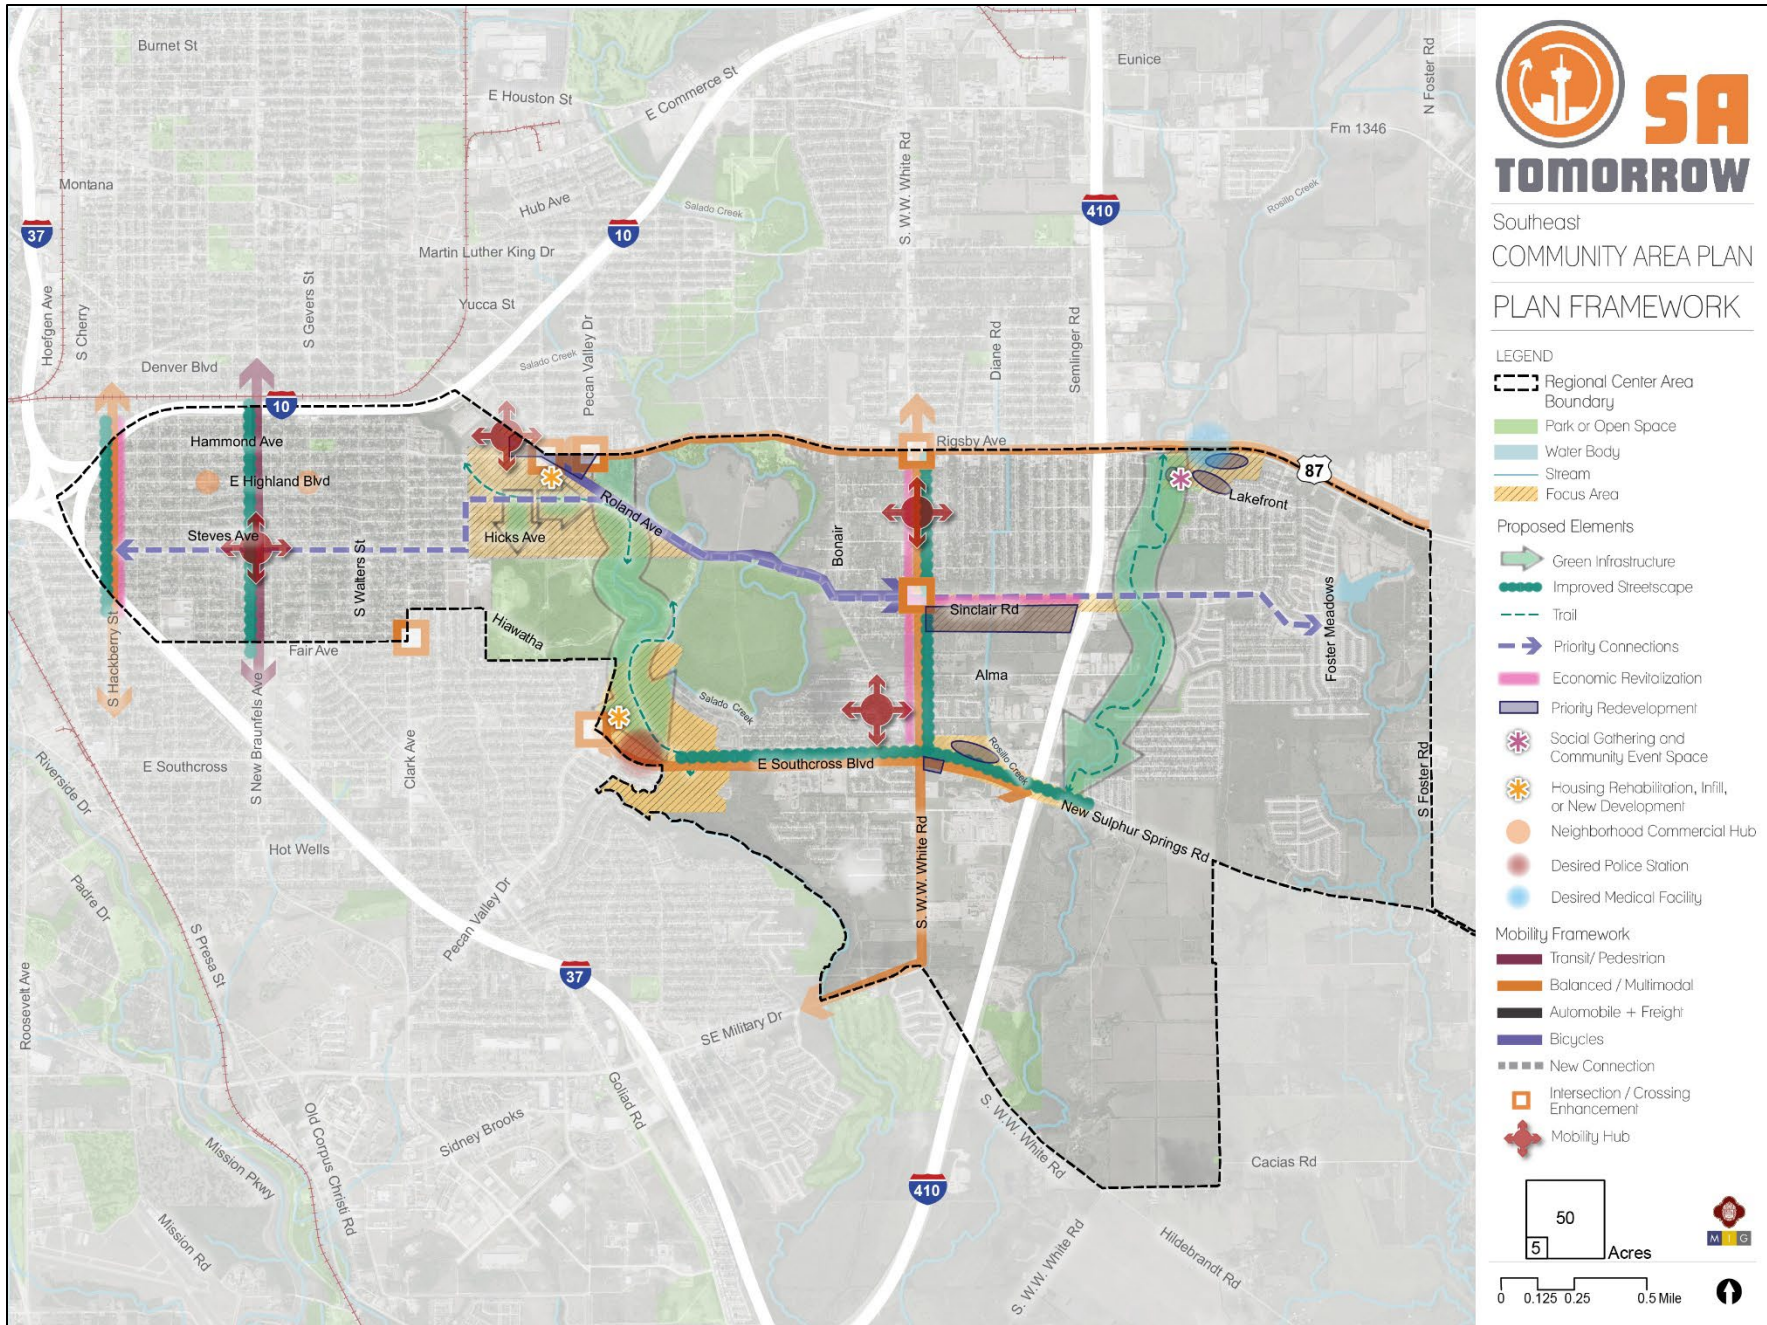 Burnet St
E Houston St
E Commerce St
Eunice
N Foster Rd
Fm 1346
S. W.W. White Rd
Montana
Hub Ave
Salado Creek
Rosillo Creek
410
37
10
Martin Luther King Dr
Hoefgen Ave
S Cherry
S Gevers St
Yucca St
Pecan Valley Dr
Diane Rd
Semlinger Rd
Denver Blvd
Salado Creek
10
Hammond Ave
Rigsby Ave
87
E Highland Blvd
Roland Ave
Lakefront
Steves Ave
Hicks Ave
Bonair
S Walters St
Sinclair Rd
Foster Meadows
S Hackberry St
Fair Ave
Hiawatha
Alma
Salado Creek
Rosillo Creek
S New Braunfels Ave
Clark Ave
E Southcross
E Southcross Blvd
New Sulphur Springs Rd
S Foster Rd
Riverside Dr
Hot Wells
Padre Dr
S Presa St
Pecan Valley Dr
S. W.W. White Rd
37
Roosevelt Ave
SE Military Dr
Goliad Rd
Old Corpus Christi Rd
Sidney Brooks
S. W.W. White Rd
Mission Pkwy
Cacias Rd
410
Mission Rd
S. W.W. White Rd
Hildebrandt Rd
SA
TOMORROW
Southeast
COMMUNITY AREA PLAN
PLAN FRAMEWORK
LEGEND
Regional Center Area
Boundary
Park or Open Space
Water Body
Stream
Focus Area
Proposed Elements
Green Infrastructure
Improved Streetscape
Trail
Priority Connections
Economic Revitalization
Priority Redevelopment
Social Gathering and
Community Event Space
Housing Rehabilitation, Infill,
or New Development
Neighborhood Commercial Hub
Desired Police Station
Desired Medical Facility
Mobility Framework
Transit/ Pedestrian
Balanced / Multimodal
Automobile + Freight
Bicycles
New Connection
Intersection / Crossing
Enhancement
Mobility Hub
50
5
Acres
M I G
0 0.125 0.25 0.5 Mile